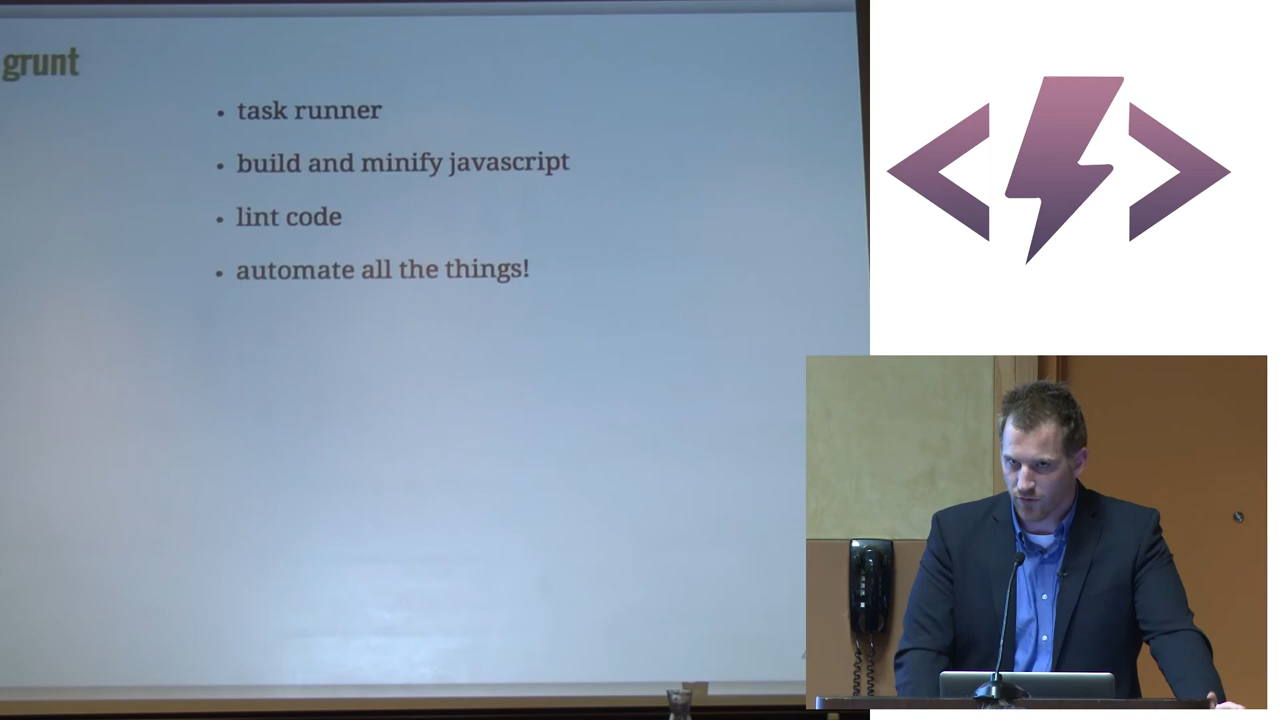 grunt
• task runner
• build and minify javascript
• lint code
• automate all the things!